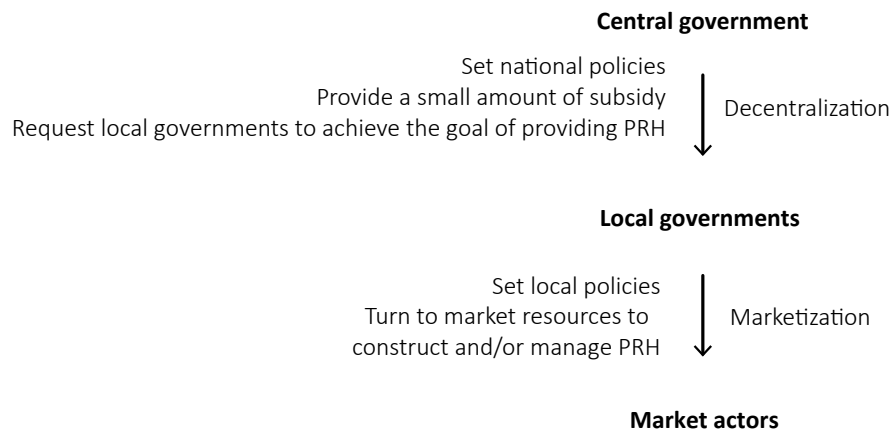 Central government
Set national policies
Provide a small amount of subsidy
Decentralization
Request local governments to achieve the goal of providing PRH
Local governments
Set local policies
Turn to market resources to
Marketization
construct and/or manage PRH
Market actors